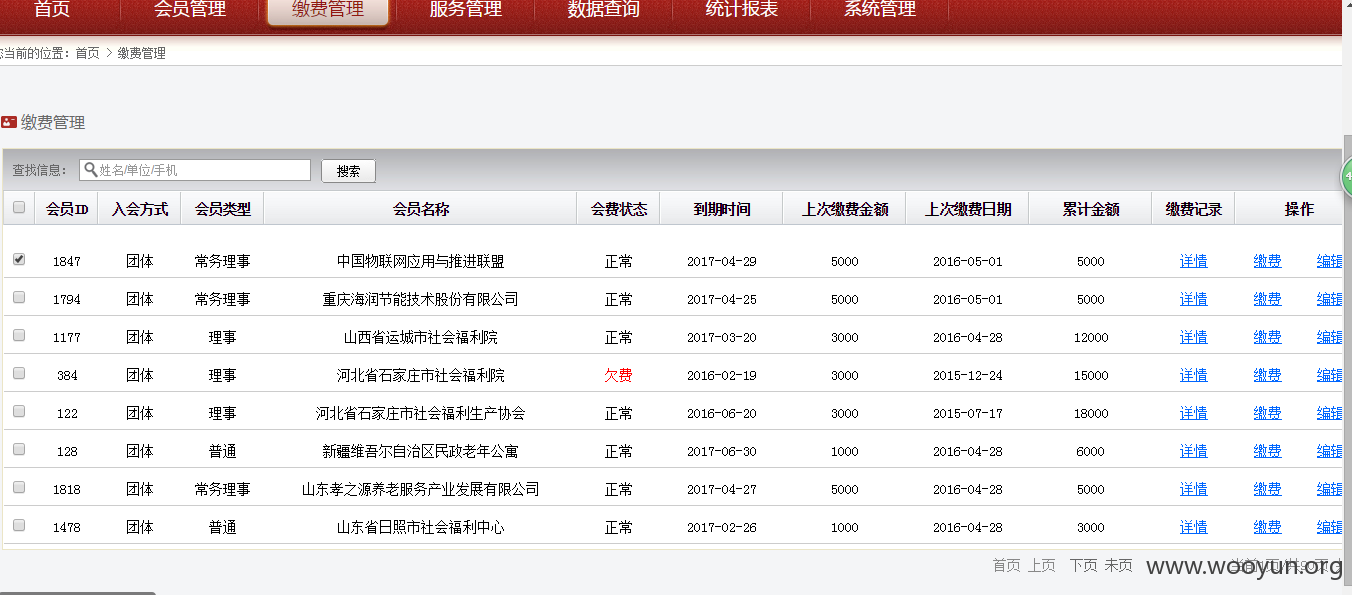 首页 会员管理 缴费管理 服务管理 数据查询 统计报表 系统管理
当前的位置：首页 > 缴费管理
缴费管理
查找信息： 姓名/单位/手机 搜索
会员ID 入会方式 会员类型 会员名称 会费状态 到期时间 上次缴费金额 上次缴费日期 累计金额 缴费记录 操作
1847 团体 常务理事 中国物联网应用与推进联盟 正常 2017-04-29 5000 2016-05-01 5000 详情 缴费 编辑
1794 团体 常务理事 重庆海润节能技术股份有限公司 正常 2017-04-25 5000 2016-05-01 5000 详情 缴费 编辑
1177 团体 理事 山西省运城市社会福利院 正常 2017-03-20 3000 2016-04-28 12000 详情 缴费 编辑
384 团体 理事 河北省石家庄市社会福利院 欠费 2016-02-19 3000 2015-12-24 15000 详情 缴费 编辑
122 团体 理事 河北省石家庄市社会福利生产协会 正常 2016-06-20 3000 2015-07-17 18000 详情 缴费 编辑
128 团体 普通 新疆维吾尔自治区民政老年公寓 正常 2017-06-30 1000 2016-04-28 6000 详情 缴费 编辑
1818 团体 常务理事 山东孝之源养老服务产业发展有限公司 正常 2017-04-27 5000 2016-04-28 5000 详情 缴费 编辑
1478 团体 普通 山东省日照市社会福利中心 正常 2017-02-26 1000 2016-04-28 3000 详情 缴费 编辑
首页 上页 下页 末页 www.wooyun.org